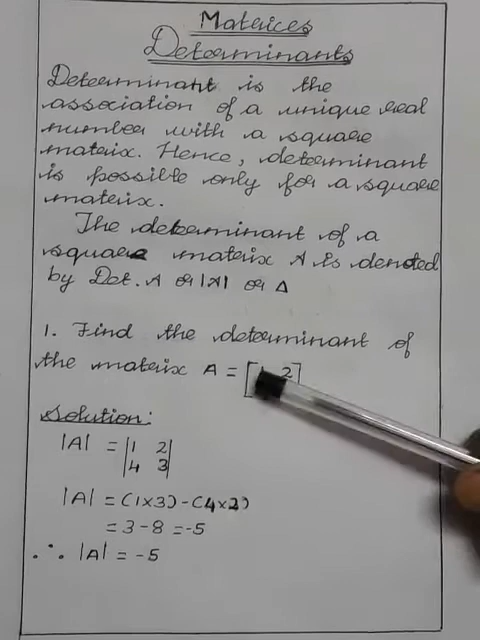 Matrices
Determinants
Determinant is the
association of a unique real
number with a square
matrix. Hence, determinant
is possible only for a square
matrix.
The determinant of a
square matrix A is denoted
by Det. A or |A| or Δ
1. Find the determinant of
the matrix A = [1 2]
Solution:
|A| = |1 2|
|4 3|
|A| = (1×3) - (4×2)
= 3 - 8 = -5
∴ |A| = -5